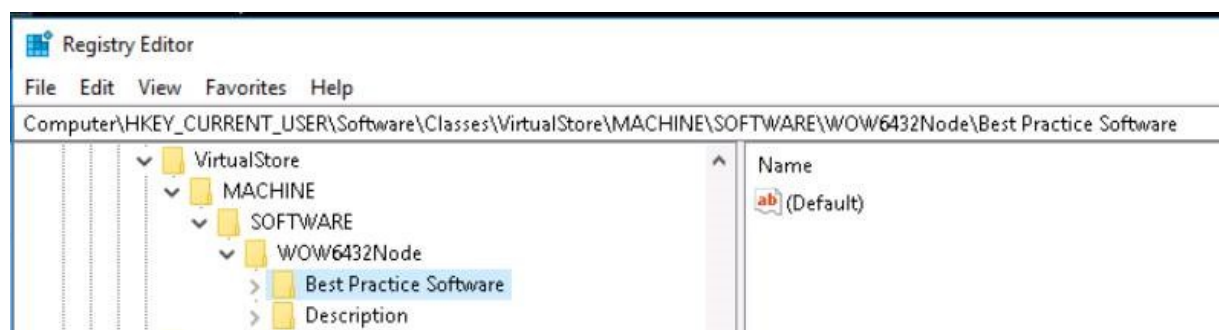 Registry Editor
File Edit View Favorites Help
Computer\HKEY_CURRENT_USER\Software\Classes\VirtualStore\MACHINE\SOFTWARE\WOW6432Node\Best Practice Software
VirtualStore
MACHINE
SOFTWARE
WOW6432Node
Best Practice Software
Description
Name
ab (Default)